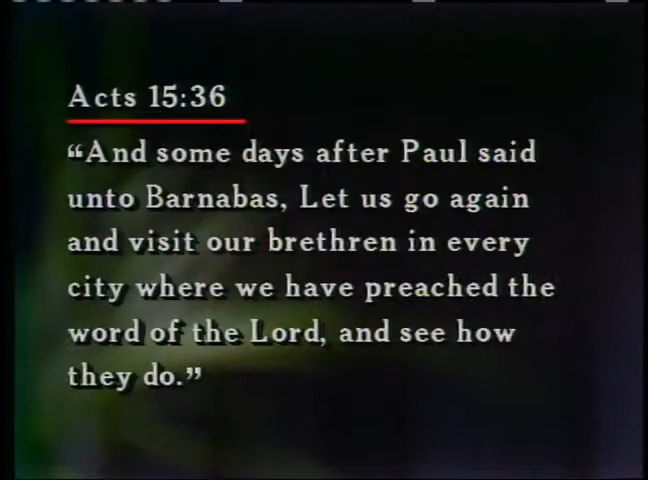 Acts 15:36
“And some days after Paul said
unto Barnabas, Let us go again
and visit our brethren in every
city where we have preached the
word of the Lord, and see how
they do.”